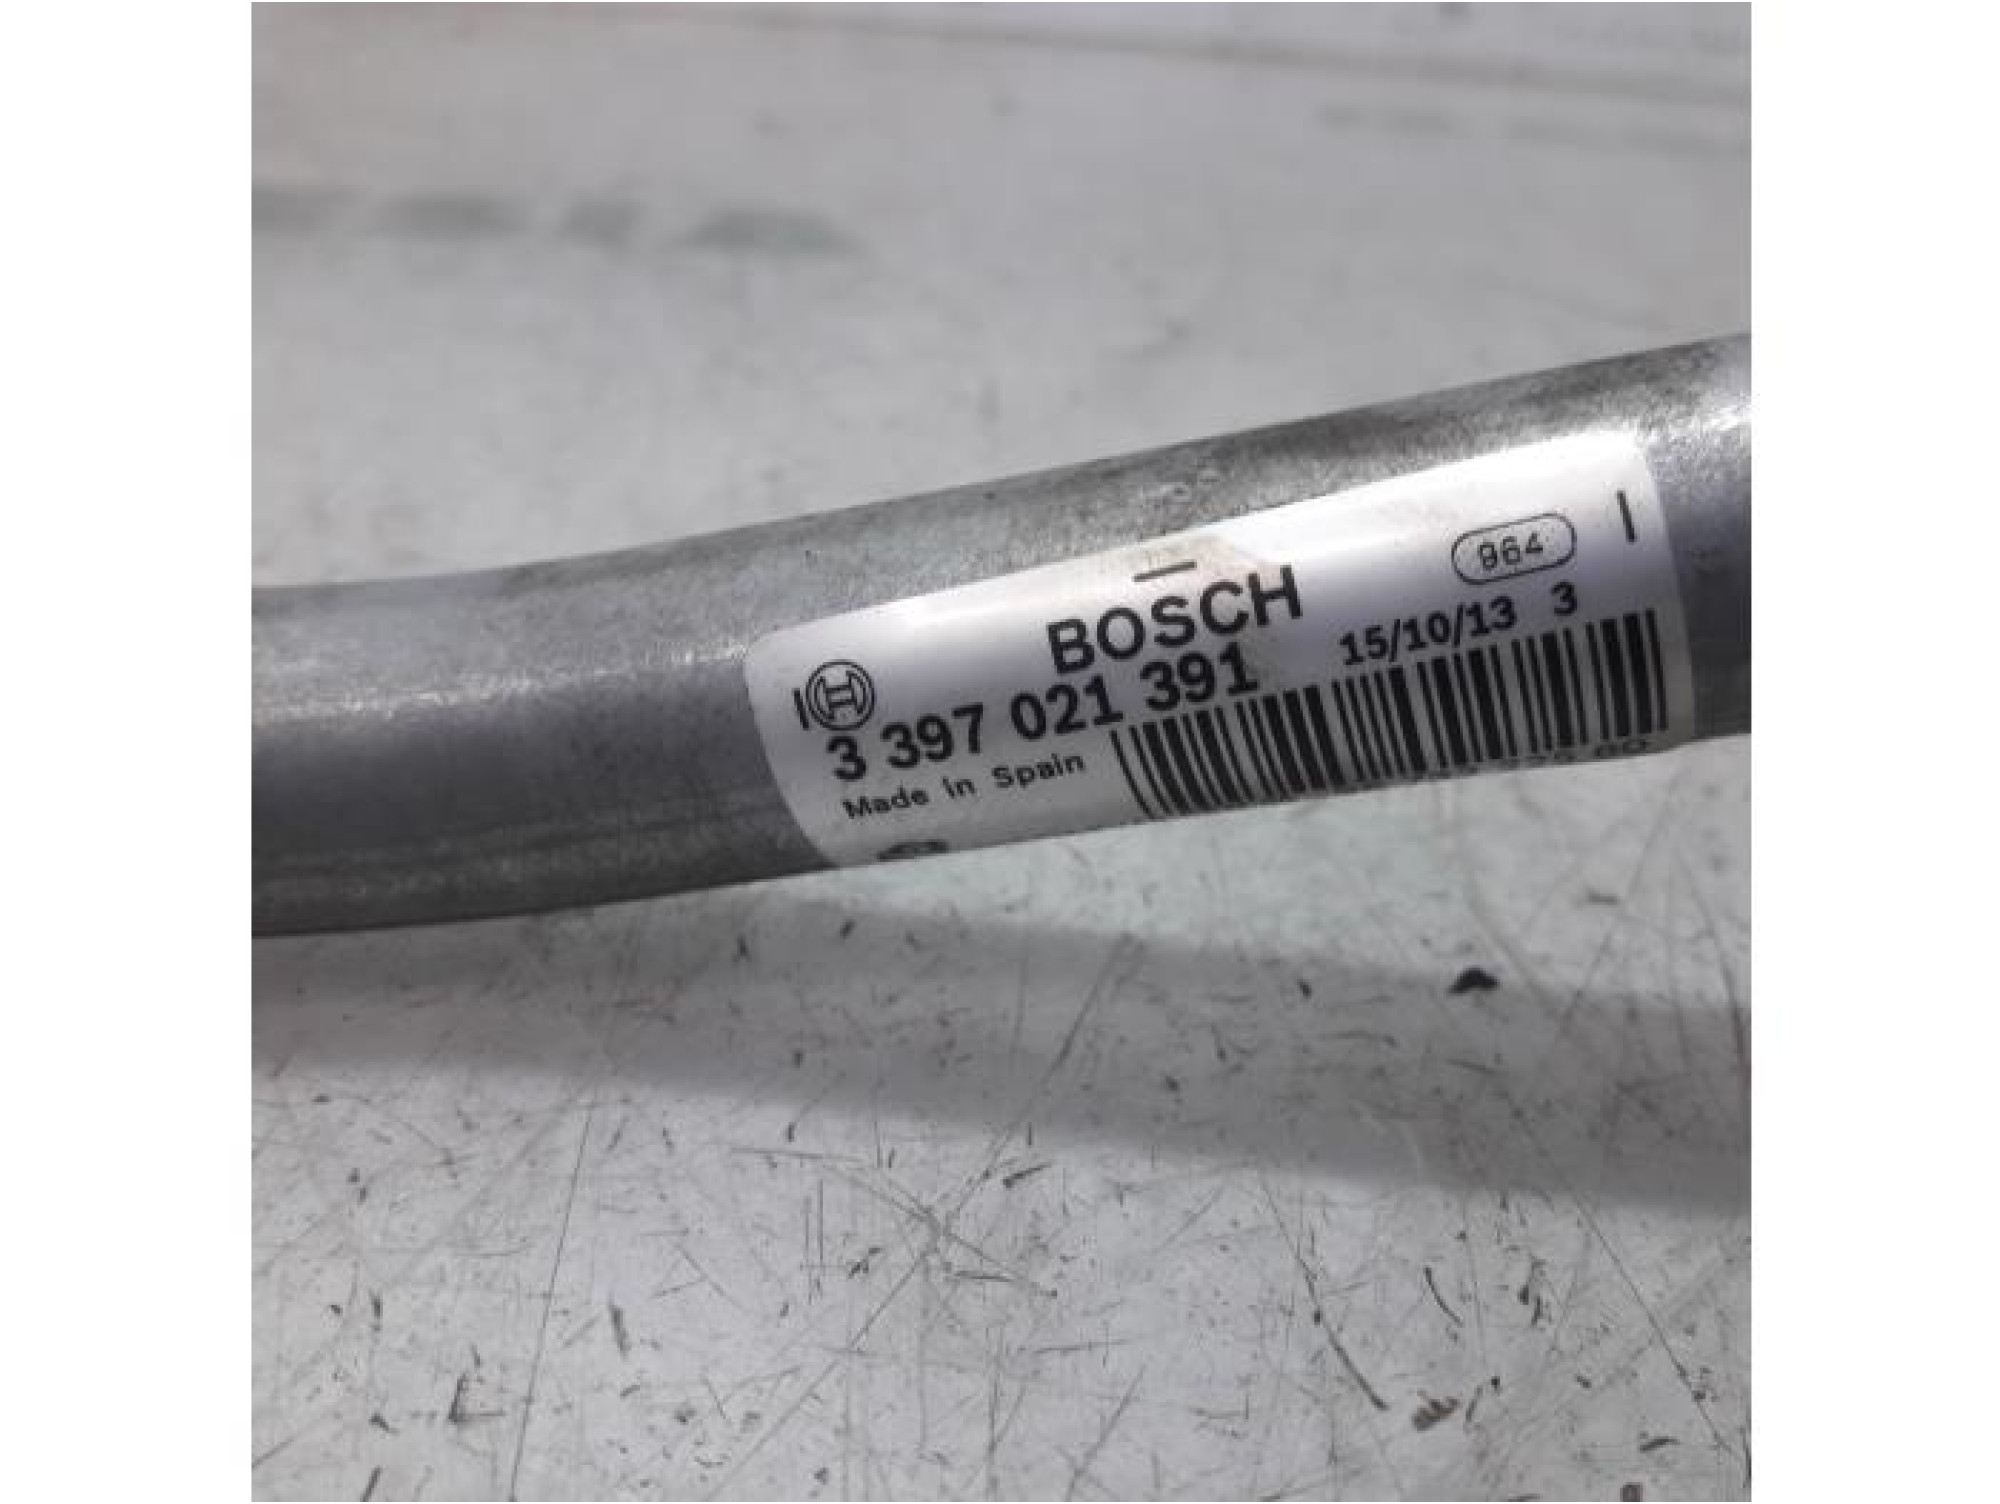 964
BOSCH
15/10/13 3
3 397 021 391
Made in Spain